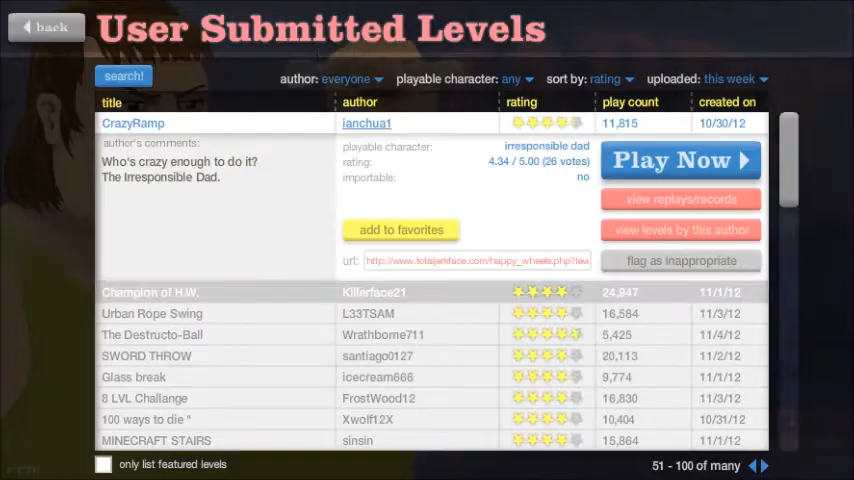 back
User Submitted Levels
search!
author: everyone playable character: any sort by: rating uploaded: this week
title author rating play count created on
CrazyRamp ianchua1 11,815 10/30/12
author's comments:
Who's crazy enough to do it?
The Irresponsible Dad.
playable character: irresponsible dad
rating: 4.34 / 5.00 (26 votes)
importable: no
add to favorites
url: http://www.totaljerkface.com/happy_wheels.php?lev
Play Now
view replays/records
view levels by this author
flag as inappropriate
Champion of H.W. Killerface21 24,947 11/1/12
Urban Rope Swing L33TSAM 16,584 11/3/12
The Destructo-Ball Wrathborne711 5,425 11/4/12
SWORD THROW santiago0127 20,113 11/2/12
Glass break icecream666 9,774 11/1/12
8 LVL Challange FrostWood12 16,830 11/3/12
100 ways to die " Xwolf12X 10,404 10/31/12
MINECRAFT STAIRS sinsin 15,864 11/1/12
only list featured levels
51 - 100 of many